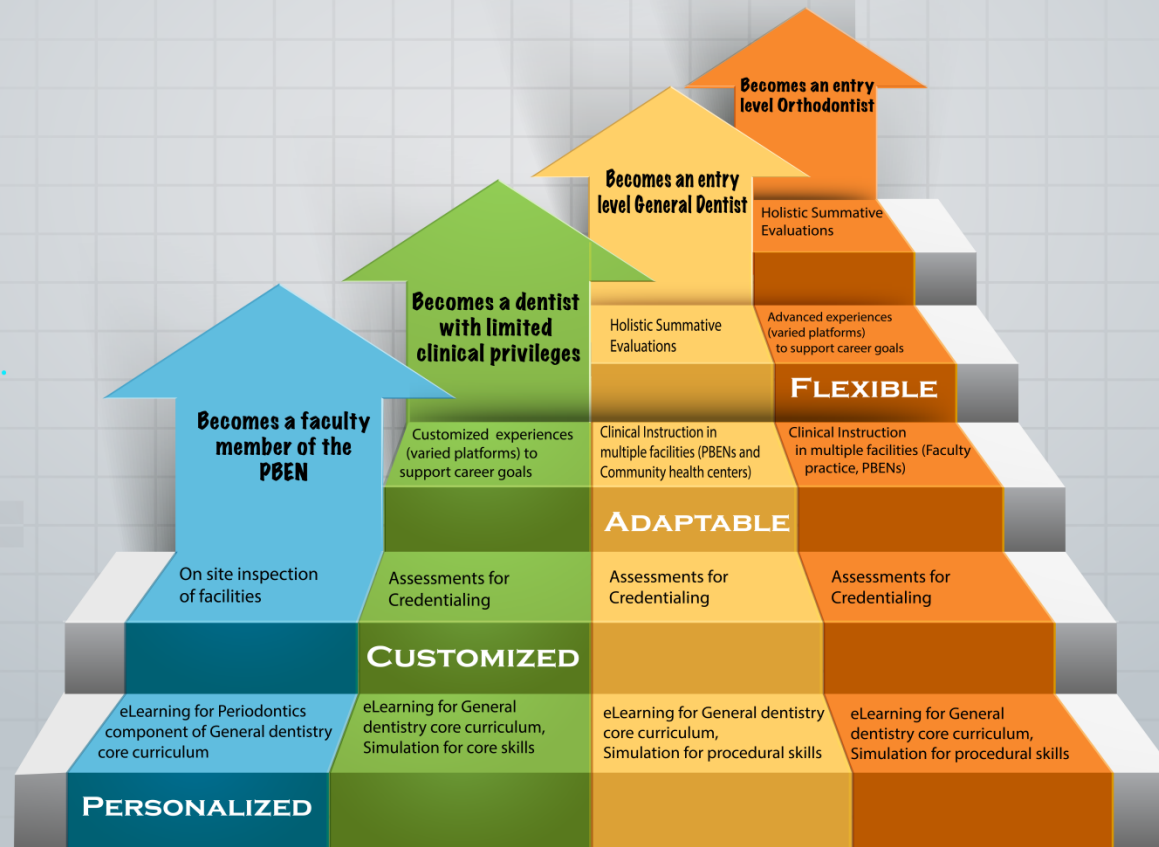 Becomes an entry
level Orthodontist
Becomes an entry
level General Dentist
Holistic Summative
Evaluations
Becomes a dentist
with limited
clinical privileges
Holistic Summative
Evaluations
Advanced experiences
(varied platforms)
to support career goals
FLEXIBLE
Becomes a faculty
member of the
PBEN
Customized experiences
(varied platforms) to
support career goals
Clinical Instruction in
multiple facilities (PBENs and
Community health centers)
Clinical Instruction
in multiple facilities (Faculty
practice, PBENs)
ADAPTABLE
On site inspection
of facilities
Assessments for
Credentialing
Assessments for
Credentialing
Assessments for
Credentialing
CUSTOMIZED
eLearning for Periodontics
component of General dentistry
core curriculum
eLearning for General
dentistry core curriculum,
Simulation for core skills
eLearning for General dentistry
core curriculum,
Simulation for procedural skills
eLearning for General
dentistry core curriculum,
Simulation for procedural skills
PERSONALIZED